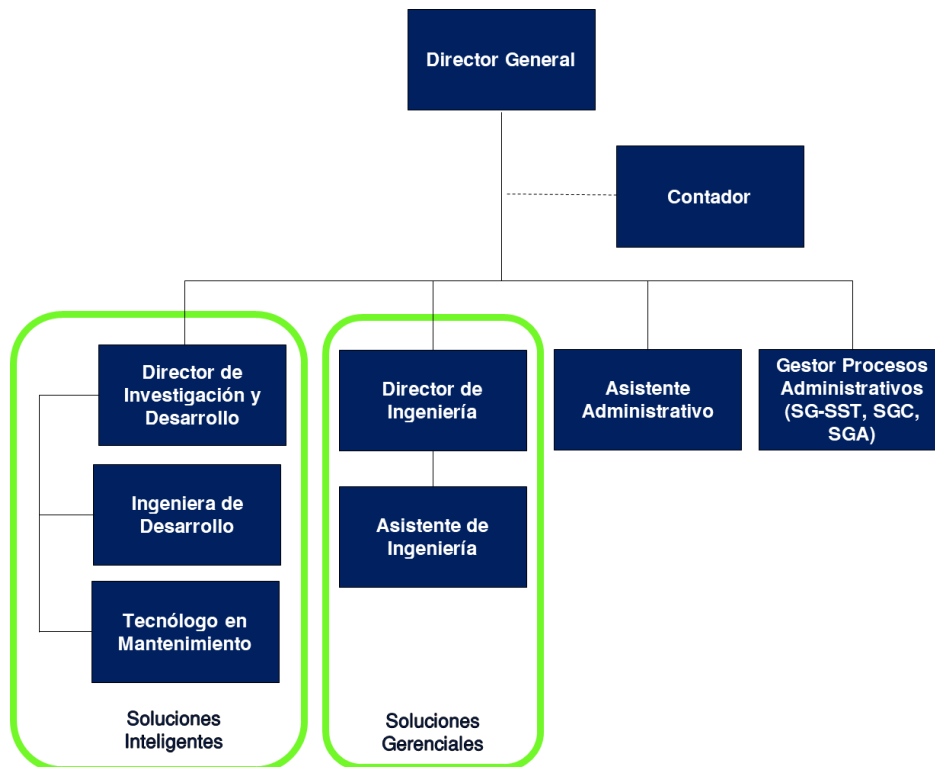 Director General
Contador
Director de
Investigación y
Desarrollo
Director de
Ingeniería
Asistente
Administrativo
Gestor Procesos
Administrativos
(SG-SST, SGC,
SGA)
Ingeniera de
Desarrollo
Asistente de
Ingeniería
Tecnólogo en
Mantenimiento
Soluciones
Inteligentes
Soluciones
Gerenciales